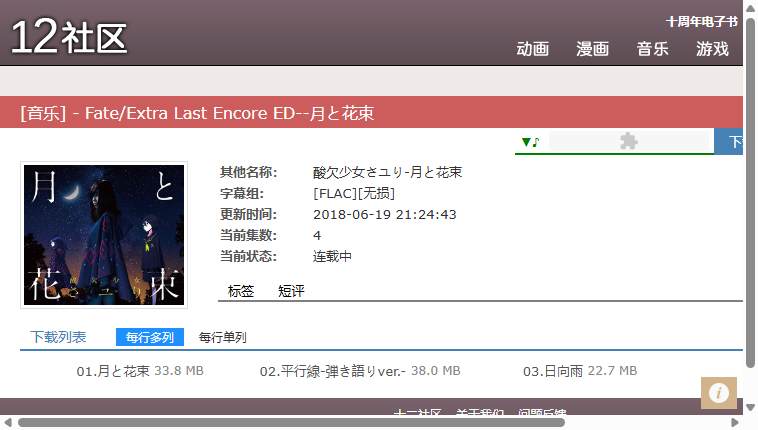 12社区
十周年电子书
动画 漫画 音乐 游戏
[音乐] - Fate/Extra Last Encore ED--月と花束
▼♪
月と
花束
酸欠少女
さユり
其他名称: 酸欠少女さユり-月と花束
字幕组: [FLAC][无损]
更新时间: 2018-06-19 21:24:43
当前集数: 4
当前状态: 连载中
标签 短评
下载列表 每行多列 每行单列
01.月と花束 33.8 MB 02.平行線-弾き語りver.- 38.0 MB 03.日向雨 22.7 MB
十二社区 关于我们 问题反馈